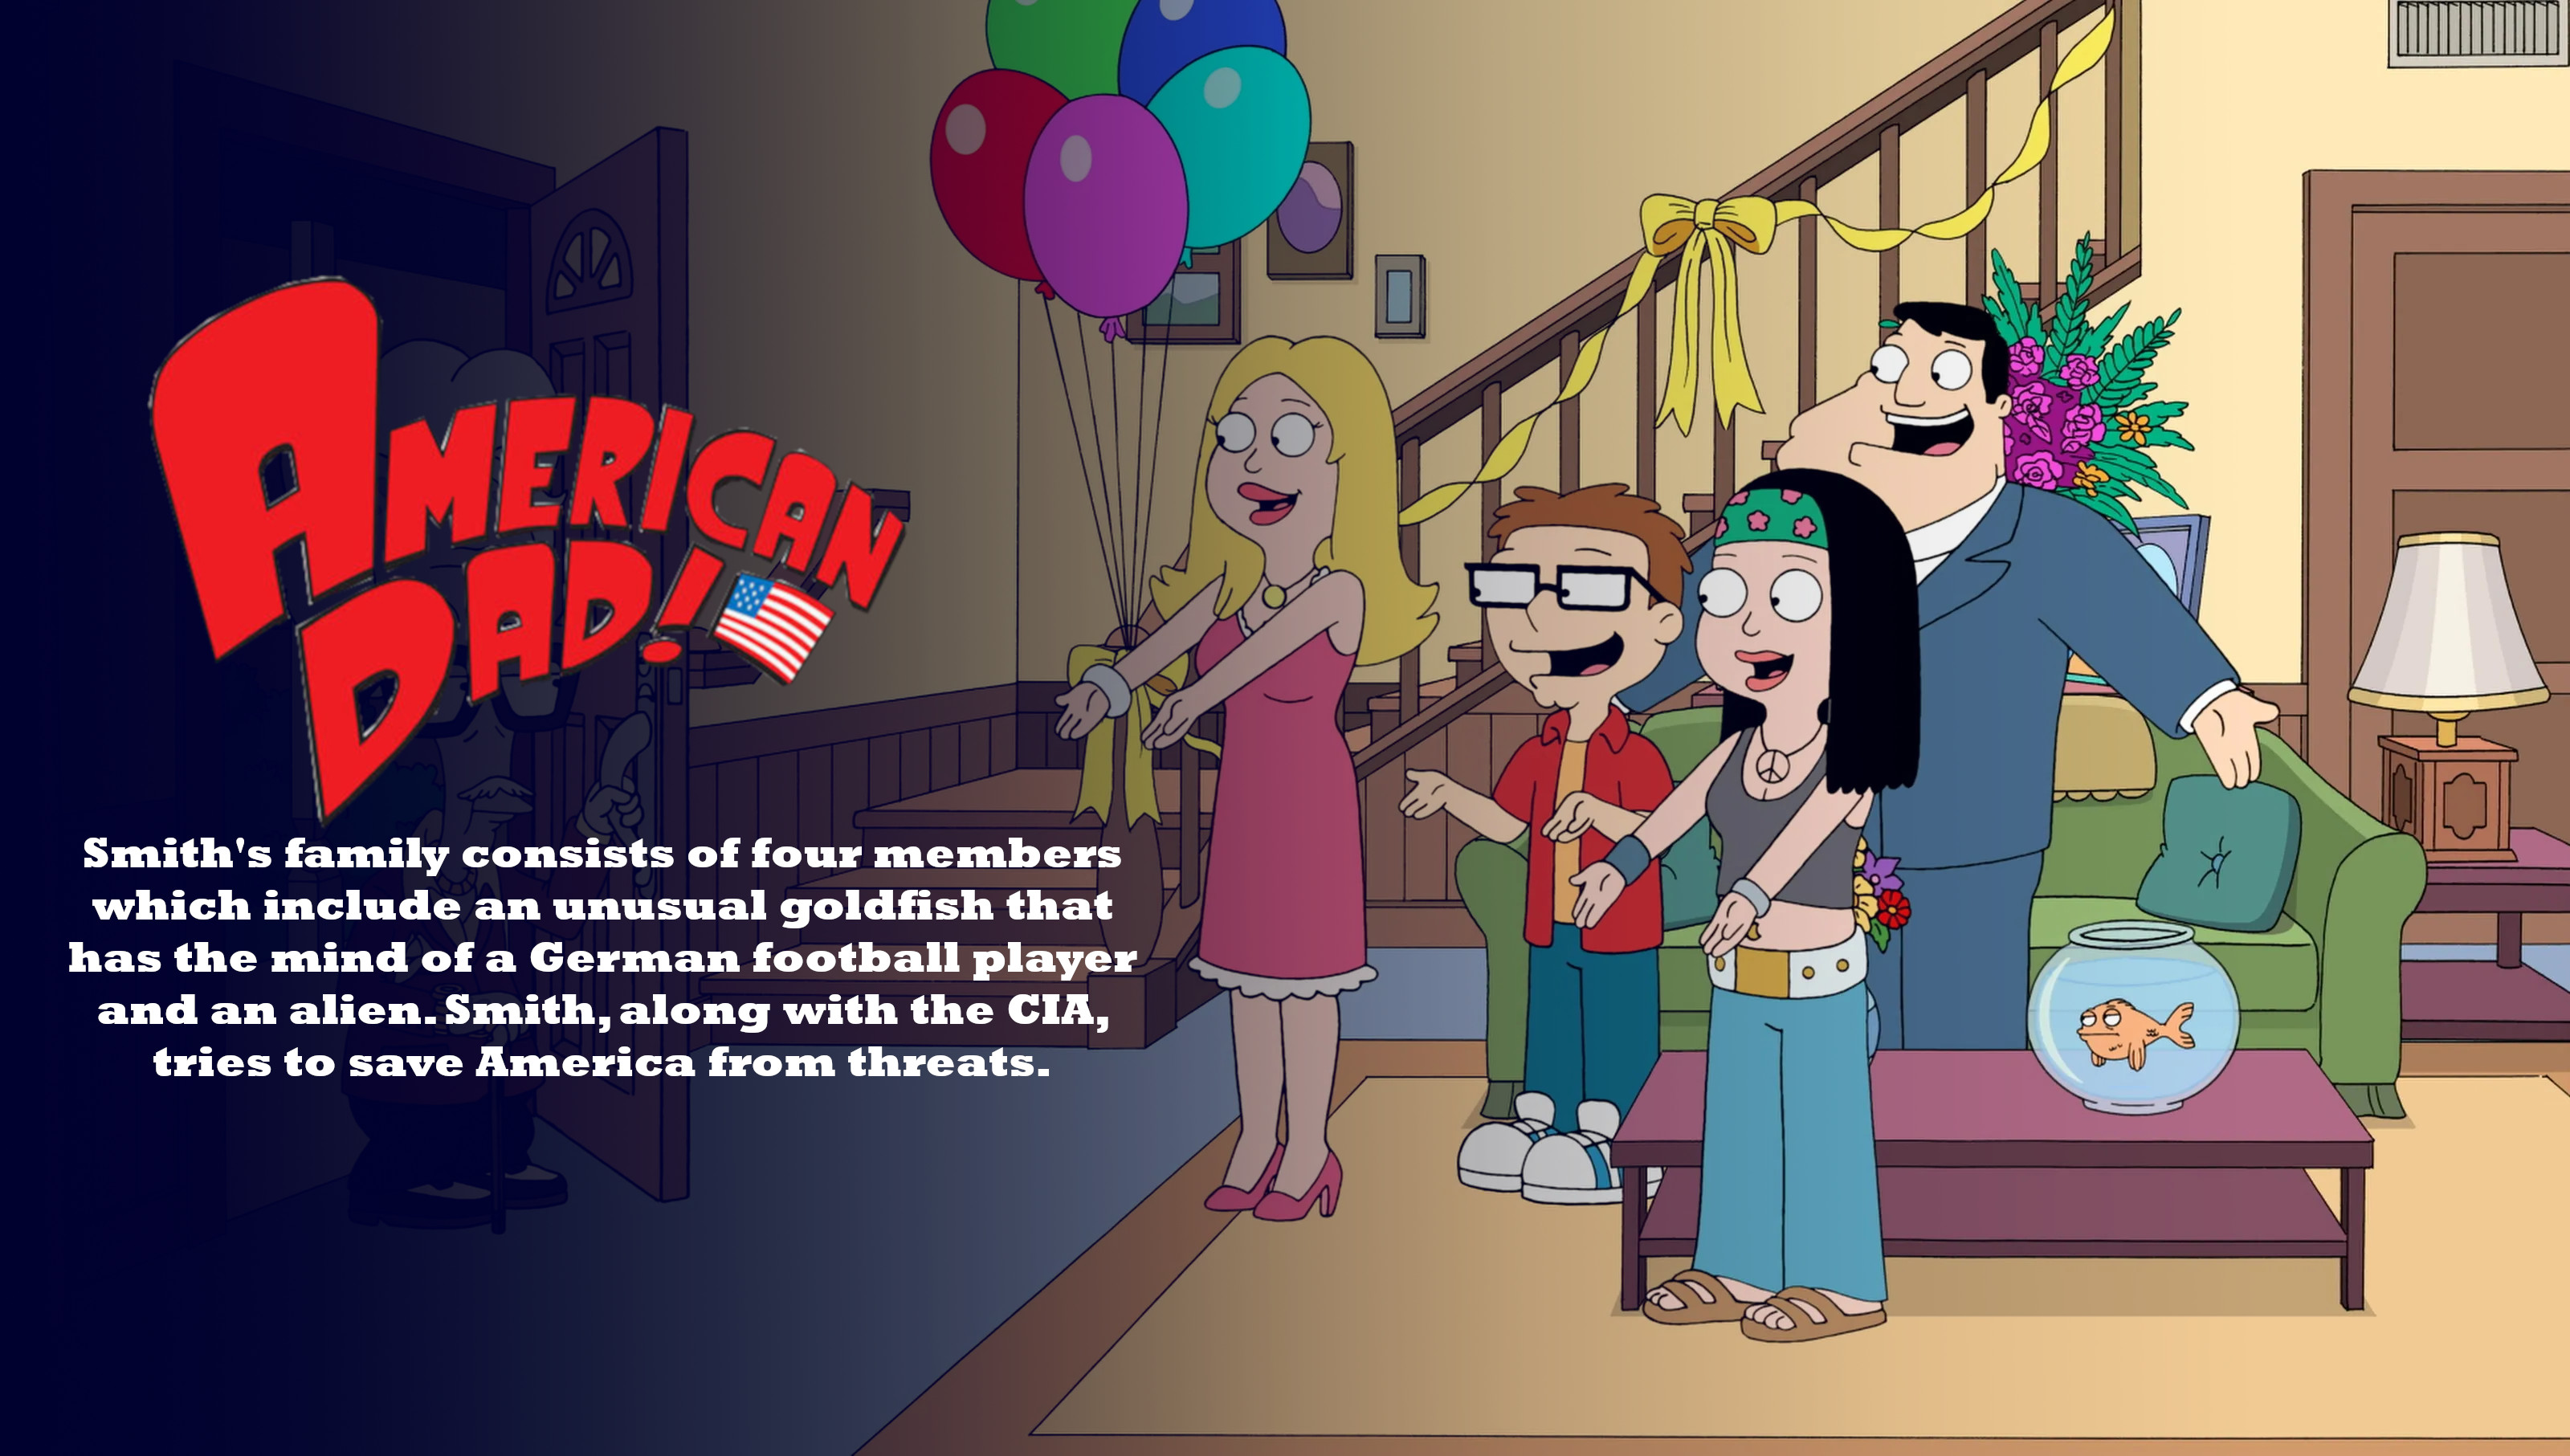 AMERICAN
DAD!
Smith's family consists of four members
which include an unusual goldfish that
has the mind of a German football player
and an alien. Smith, along with the CIA,
tries to save America from threats.